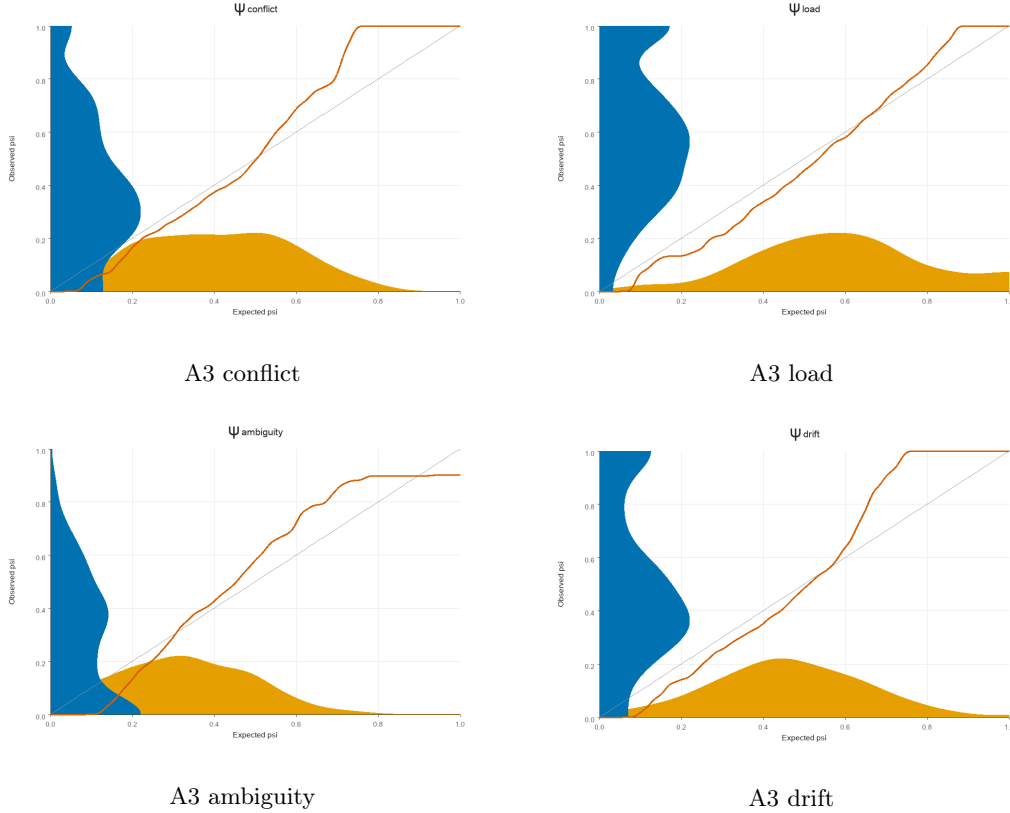 Ψ conflict
1.0
0.8
0.6
0.4
0.2
0.0
Observed psi
0.0 0.2 0.4 0.6 0.8 1.0
Expected psi
A3 conflict
Ψ load
1.0
0.8
0.6
0.4
0.2
0.0
Observed psi
0.0 0.2 0.4 0.6 0.8 1.0
Expected psi
A3 load
Ψ ambiguity
1.0
0.8
0.6
0.4
0.2
0.0
Observed psi
0.0 0.2 0.4 0.6 0.8 1.0
Expected psi
A3 ambiguity
Ψ drift
1.0
0.8
0.6
0.4
0.2
0.0
Observed psi
0.0 0.2 0.4 0.6 0.8 1.0
Expected psi
A3 drift